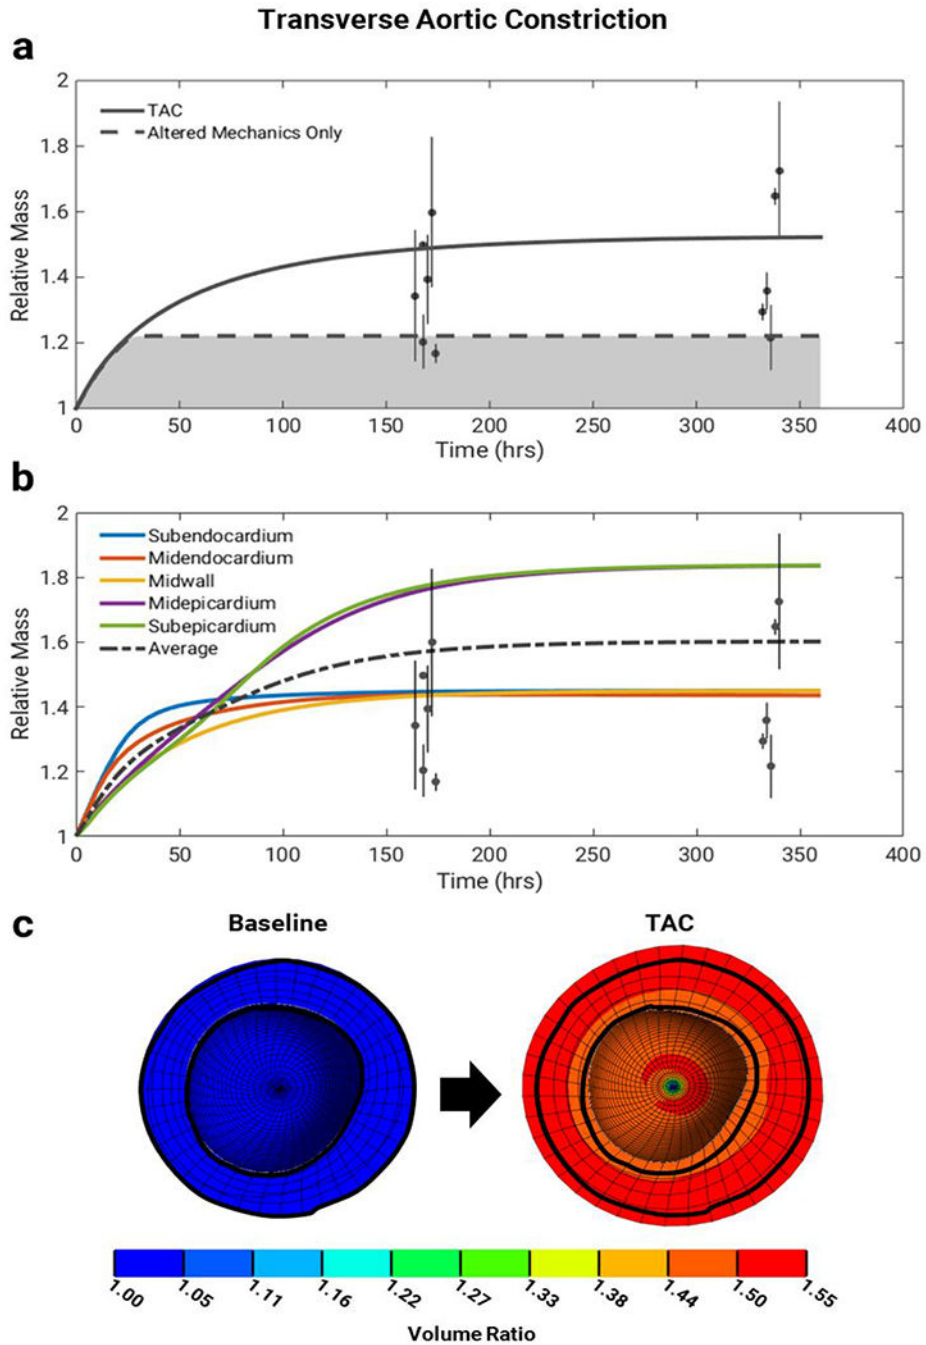 Transverse Aortic Constriction
a
2
1.8
1.6
1.4
1.2
1
Relative Mass
TAC
Altered Mechanics Only
0 50 100 150 200 250 300 350 400
Time (hrs)
b
2
1.8
1.6
1.4
1.2
1
Relative Mass
Subendocardium
Midendocardium
Midwall
Midepicardium
Subepicardium
Average
0 50 100 150 200 250 300 350 400
Time (hrs)
c
Baseline
TAC
1.00 1.05 1.11 1.16 1.22 1.27 1.33 1.38 1.44 1.50 1.55
Volume Ratio